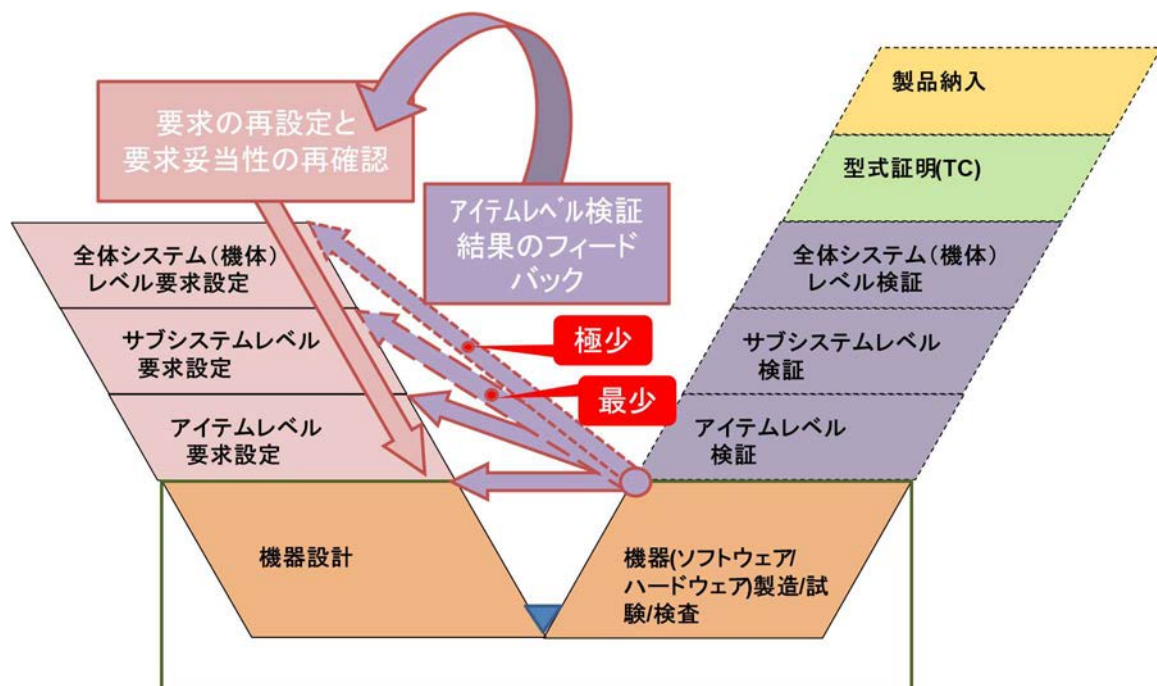 要求の再設定と
要求妥当性の再確認
アイテムレベル検証
結果のフィード
バック
全体システム(機体)
レベル要求設定
サブシステムレベル
要求設定
アイテムレベル
要求設定
機器設計
極少
最少
製品納入
型式証明(TC)
全体システム(機体)
レベル検証
サブシステムレベル
検証
アイテムレベル
検証
機器(ソフトウェア/
ハードウェア)製造/試
験/検査